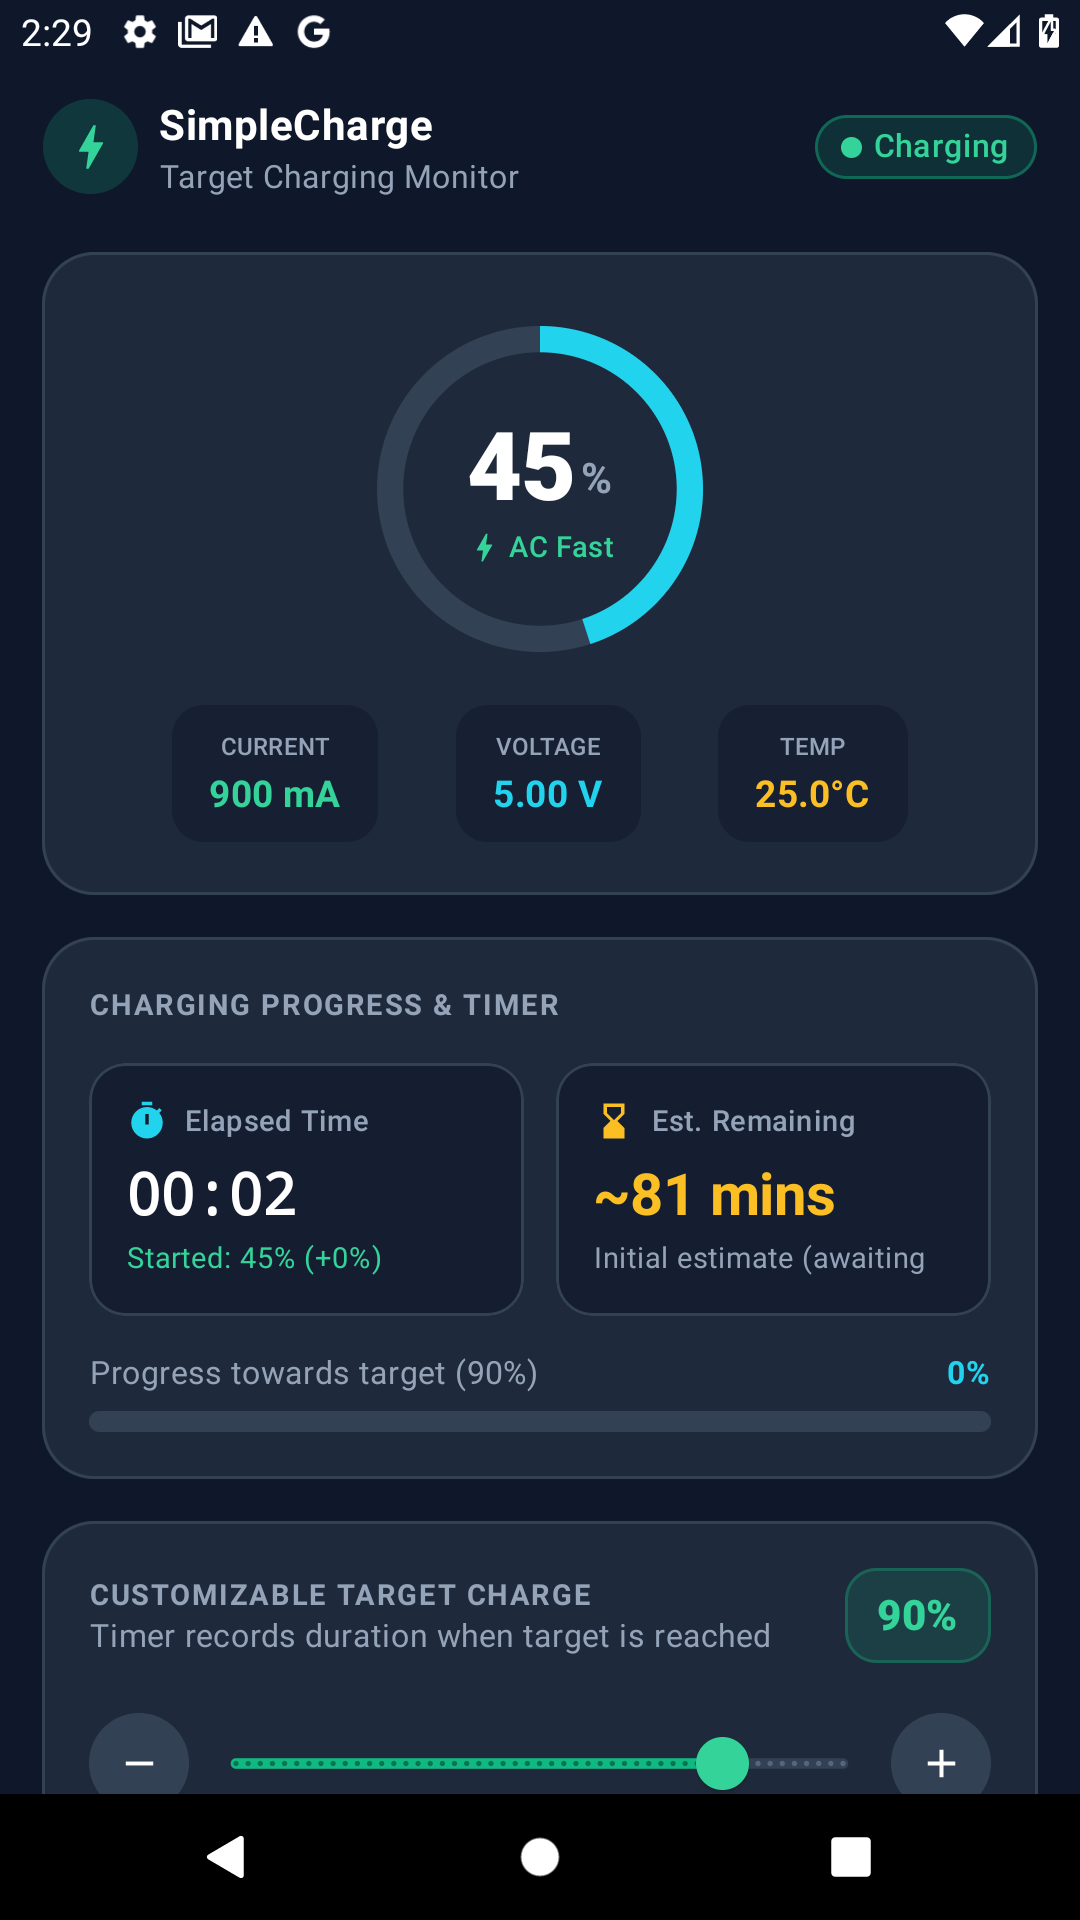 2:29
SimpleCharge
Target Charging Monitor
Charging
45%
AC Fast
CURRENT
900 mA
VOLTAGE
5.00 V
TEMP
25.0°C
CHARGING PROGRESS & TIMER
Elapsed Time
00:02
Started: 45% (+0%)
Est. Remaining
~81 mins
Initial estimate (awaiting
Progress towards target (90%)
0%
CUSTOMIZABLE TARGET CHARGE
Timer records duration when target is reached
90%